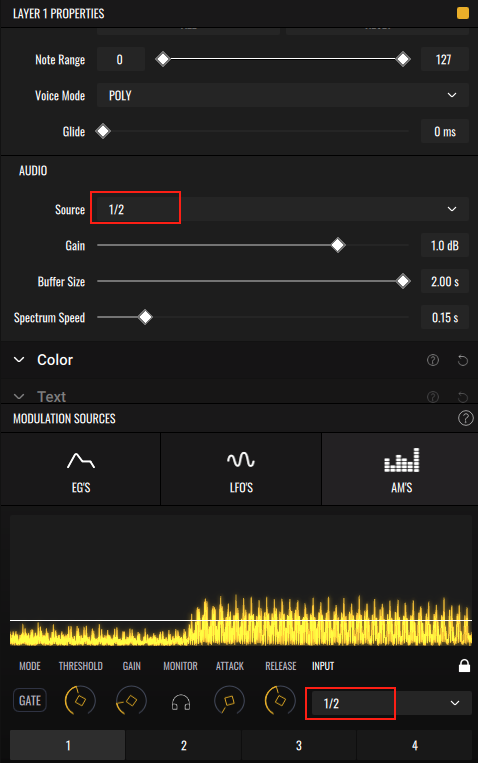 LAYER 1 PROPERTIES
Note Range 0 127
Voice Mode POLY
Glide 0 ms
AUDIO
Source 1/2
Gain 1.0 dB
Buffer Size 2.00 s
Spectrum Speed 0.15 s
Color ?
Text ?
MODULATION SOURCES ?
EG'S LFO'S AM'S
MODE THRESHOLD GAIN MONITOR ATTACK RELEASE INPUT
GATE 1/2
1 2 3 4